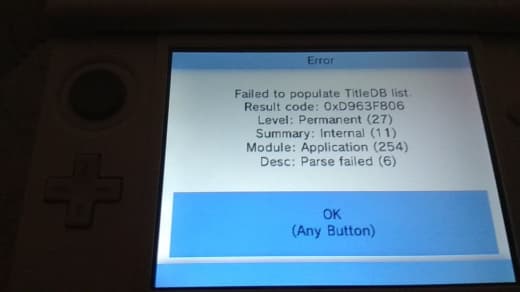 Error
Failed to populate TitleDB list.
Result code: 0xD963F806
Level: Permanent (27)
Summary: Internal (11)
Module: Application (254)
Desc: Parse failed (6)
OK
(Any Button)